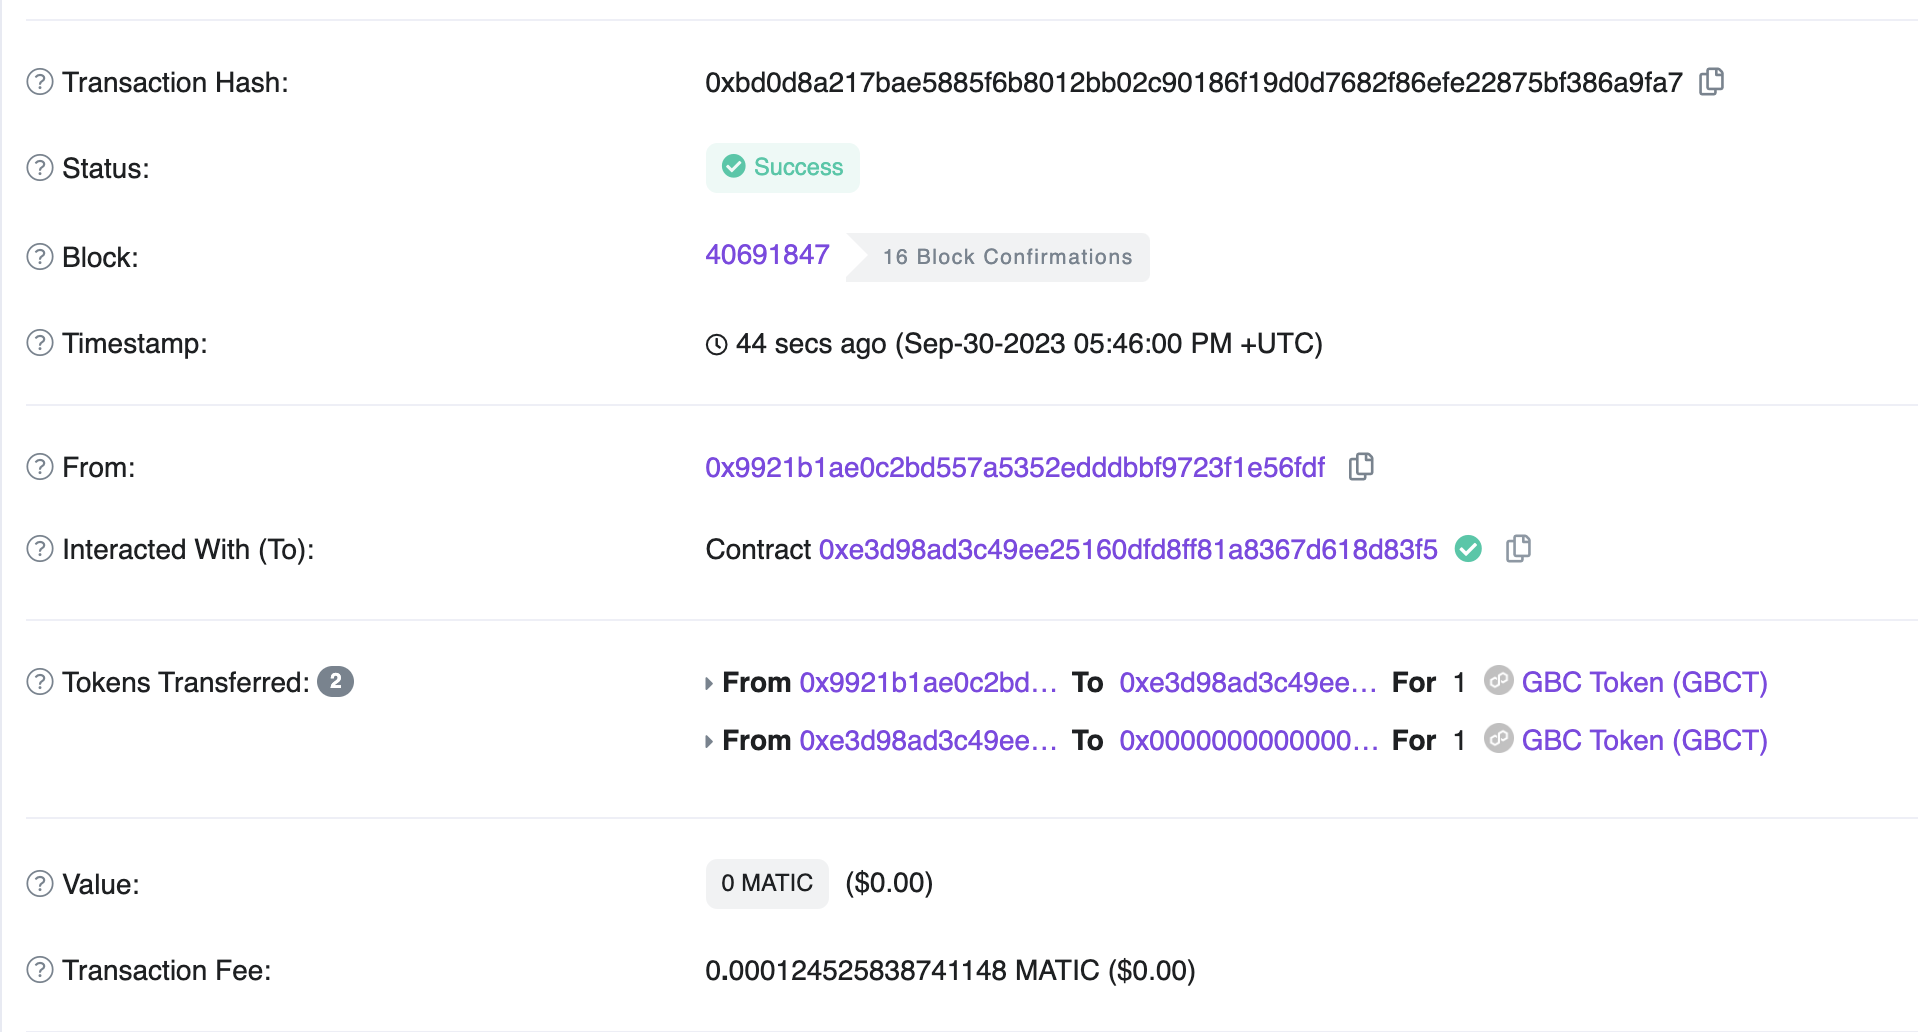 Transaction Hash: 0xbd0d8a217bae5885f6b8012bb02c90186f19d0d7682f86efe22875bf386a9fa7
Status: Success
Block: 40691847 16 Block Confirmations
Timestamp: 44 secs ago (Sep-30-2023 05:46:00 PM +UTC)
From: 0x9921b1ae0c2bd557a5352edddbbf9723f1e56fdf
Interacted With (To): Contract 0xe3d98ad3c49ee25160dfd8ff81a8367d618d83f5
Tokens Transferred: 2 From 0x9921b1ae0c2bd... To 0xe3d98ad3c49ee... For 1 GBC Token (GBCT)
From 0xe3d98ad3c49ee... To 0x0000000000000... For 1 GBC Token (GBCT)
Value: 0 MATIC ($0.00)
Transaction Fee: 0.000124525838741148 MATIC ($0.00)